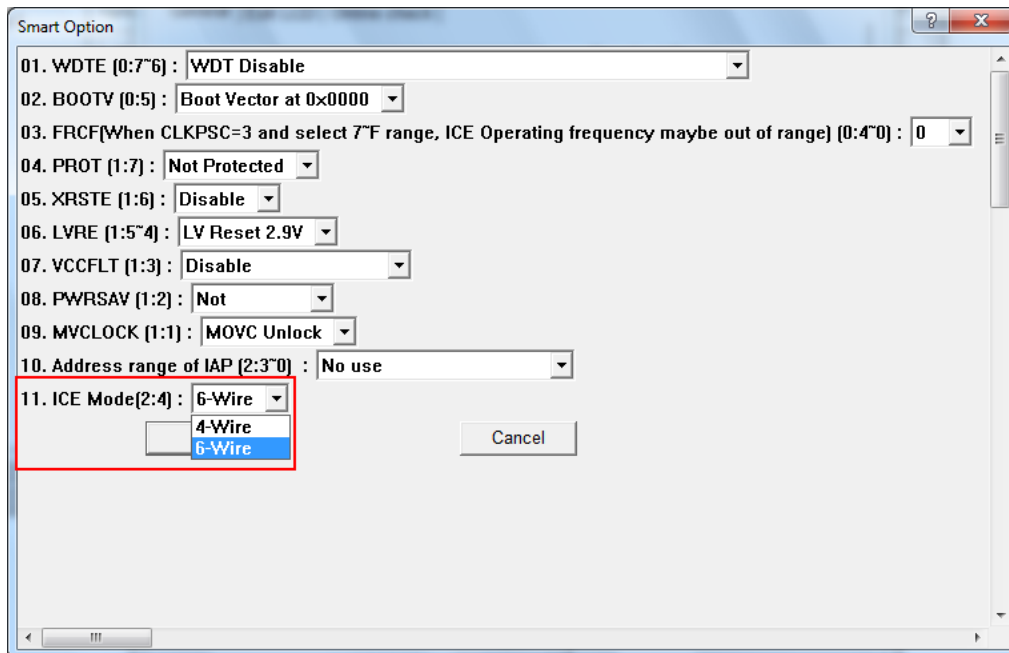 Smart Option
01. WDTE (0:7~6) : WDT Disable
02. BOOTV (0:5) : Boot Vector at 0x0000
03. FRCF(When CLKPSC=3 and select 7~F range, ICE Operating frequency maybe out of range) (0:4~0) : 0
04. PROT (1:7) : Not Protected
05. XRSTE (1:6) : Disable
06. LVRE (1:5~4) : LV Reset 2.9V
07. VCCFLT (1:3) : Disable
08. PWRSAV (1:2) : Not
09. MVCLOCK (1:1) : MOVC Unlock
10. Address range of IAP (2:3~0) : No use
11. ICE Mode(2:4) : 6-Wire
4-Wire
6-Wire
Cancel